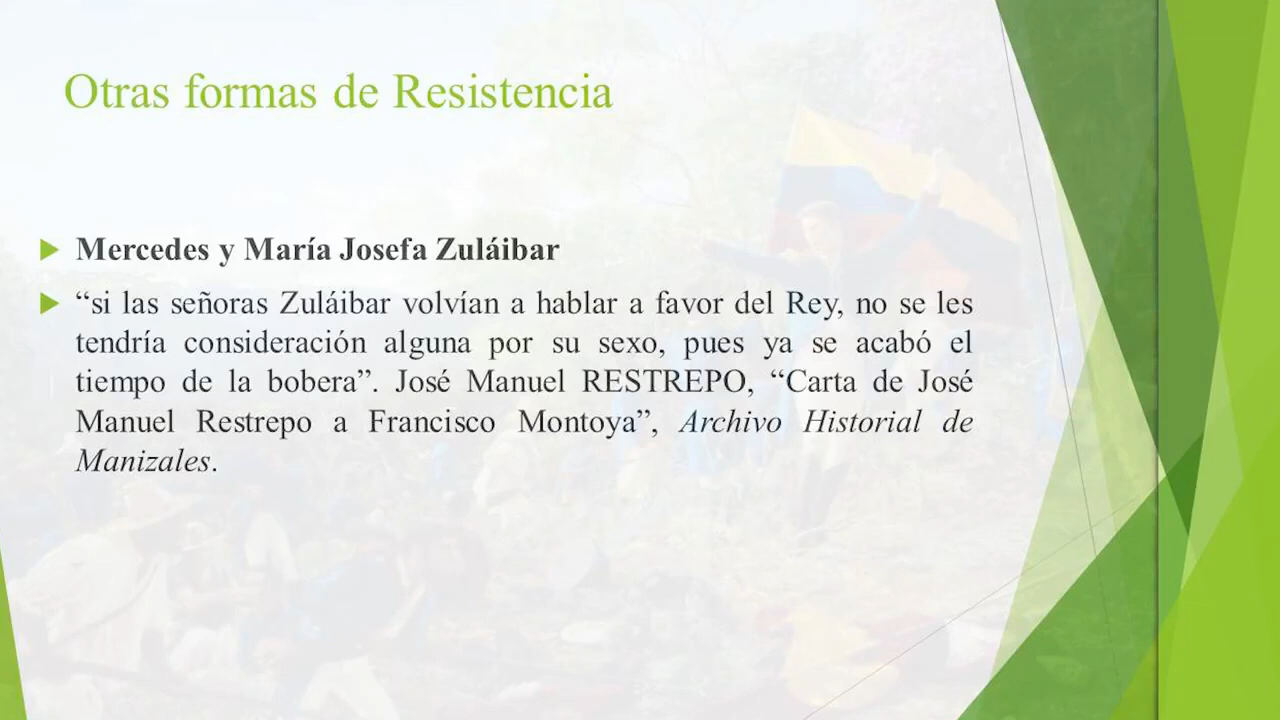 Otras formas de Resistencia
Mercedes y María Josefa Zuláibar
“si las señoras Zuláibar volvían a hablar a favor del Rey, no se les
tendría consideración alguna por su sexo, pues ya se acabó el
tiempo de la bobera”. José Manuel RESTREPO, “Carta de José
Manuel Restrepo a Francisco Montoya”, Archivo Historial de
Manizales.